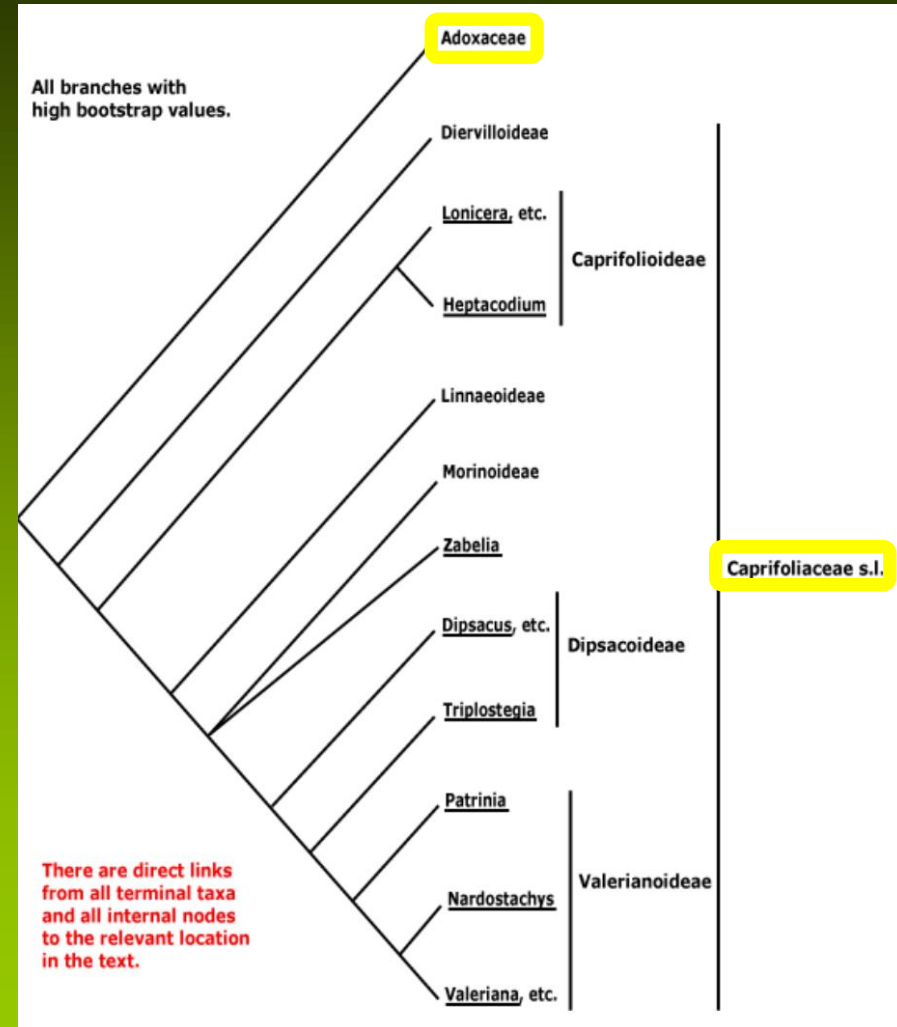 Adoxaceae
All branches with
high bootstrap values.
Diervilloideae
Lonicera, etc.
Caprifolioideae
Heptacodium
Linnaeoideae
Morinoideae
Zabelia
Caprifoliaceae s.l.
Dipsacus, etc.
Dipsacoideae
Triplostegia
Patrinia
There are direct links
from all terminal taxa
and all internal nodes
to the relevant location
in the text.
Valerianoideae
Nardostachys
Valeriana, etc.